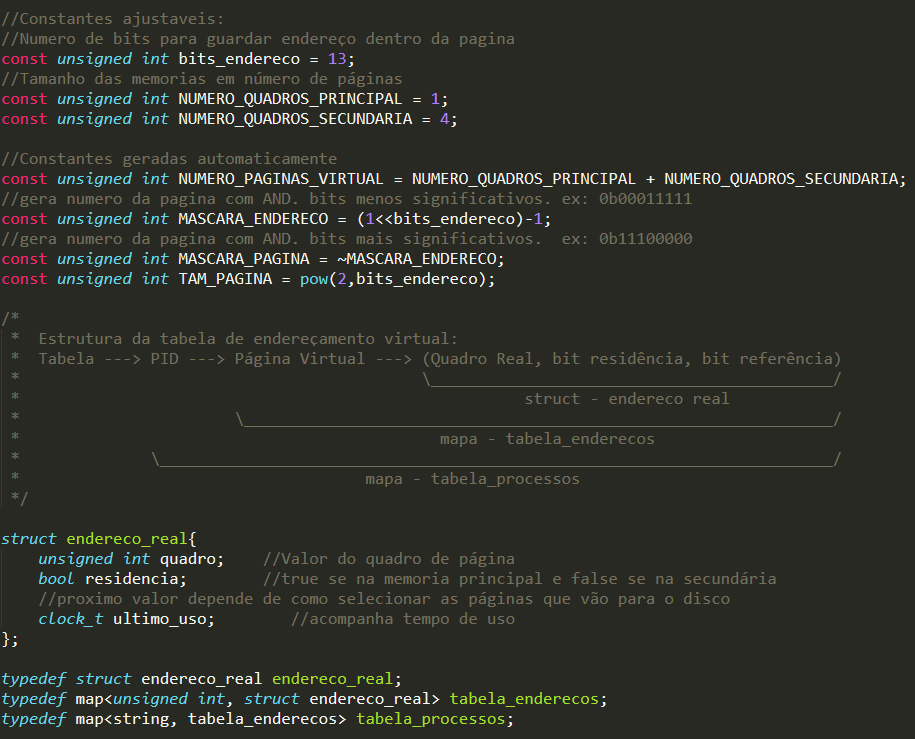 //Constantes ajustaveis:
//Numero de bits para guardar endereço dentro da pagina
const unsigned int bits_endereco = 13;
//Tamanho das memorias em número de páginas
const unsigned int NUMERO_QUADROS_PRINCIPAL = 1;
const unsigned int NUMERO_QUADROS_SECUNDARIA = 4;

//Constantes geradas automaticamente
const unsigned int NUMERO_PAGINAS_VIRTUAL = NUMERO_QUADROS_PRINCIPAL + NUMERO_QUADROS_SECUNDARIA;
//gera numero da pagina com AND. bits menos significativos. ex: 0b00011111
const unsigned int MASCARA_ENDERECO = (1<<bits_endereco)-1;
//gera numero da pagina com AND. bits mais significativos.  ex: 0b11100000
const unsigned int MASCARA_PAGINA = ~MASCARA_ENDERECO;
const unsigned int TAM_PAGINA = pow(2,bits_endereco);

/*
 *  Estrutura da tabela de endereçamento virtual:
 *  Tabela ---> PID ---> Página Virtual ---> (Quadro Real, bit residência, bit referência)
 *                                           \___________________________________________/
 *                                                      struct - endereco real
 *                       \_______________________________________________________________/
 *                                             mapa - tabela_enderecos
 *              \________________________________________________________________________/
 *                                     mapa - tabela_processos
 */

struct endereco_real{
    unsigned int quadro;    //Valor do quadro de página
    bool residencia;        //true se na memoria principal e false se na secundária
    //proximo valor depende de como selecionar as páginas que vão para o disco
    clock_t ultimo_uso;        //acompanha tempo de uso
};

typedef struct endereco_real endereco_real;
typedef map<unsigned int, struct endereco_real> tabela_enderecos;
typedef map<string, tabela_enderecos> tabela_processos;